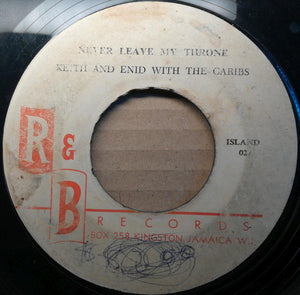 NEVER LEAVE MY THRONE
KEITH AND ENID WITH THE CARIBS
ISLAND
R & B
RECORDS
BOX 258 KINGSTON, JAMAICA W.I.